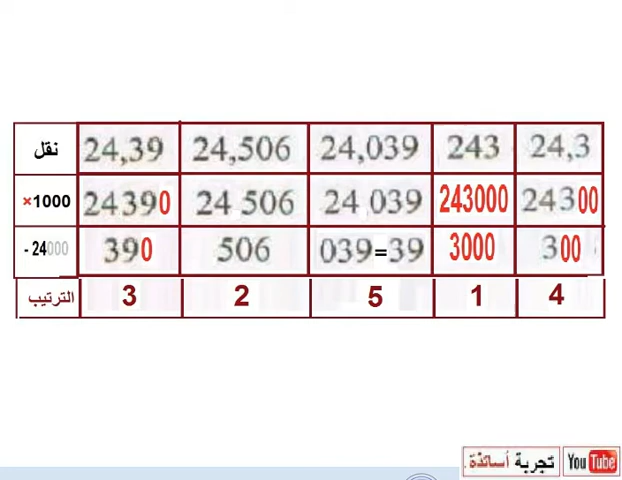 نقل 24,39 24,506 24,039 243 24,3
×1000 24390 24 506 24 039 243000 24300
- 24000 390 506 039=39 3000 300
الترتيب 3 2 5 1 4
تجربة أساتذة. YouTube